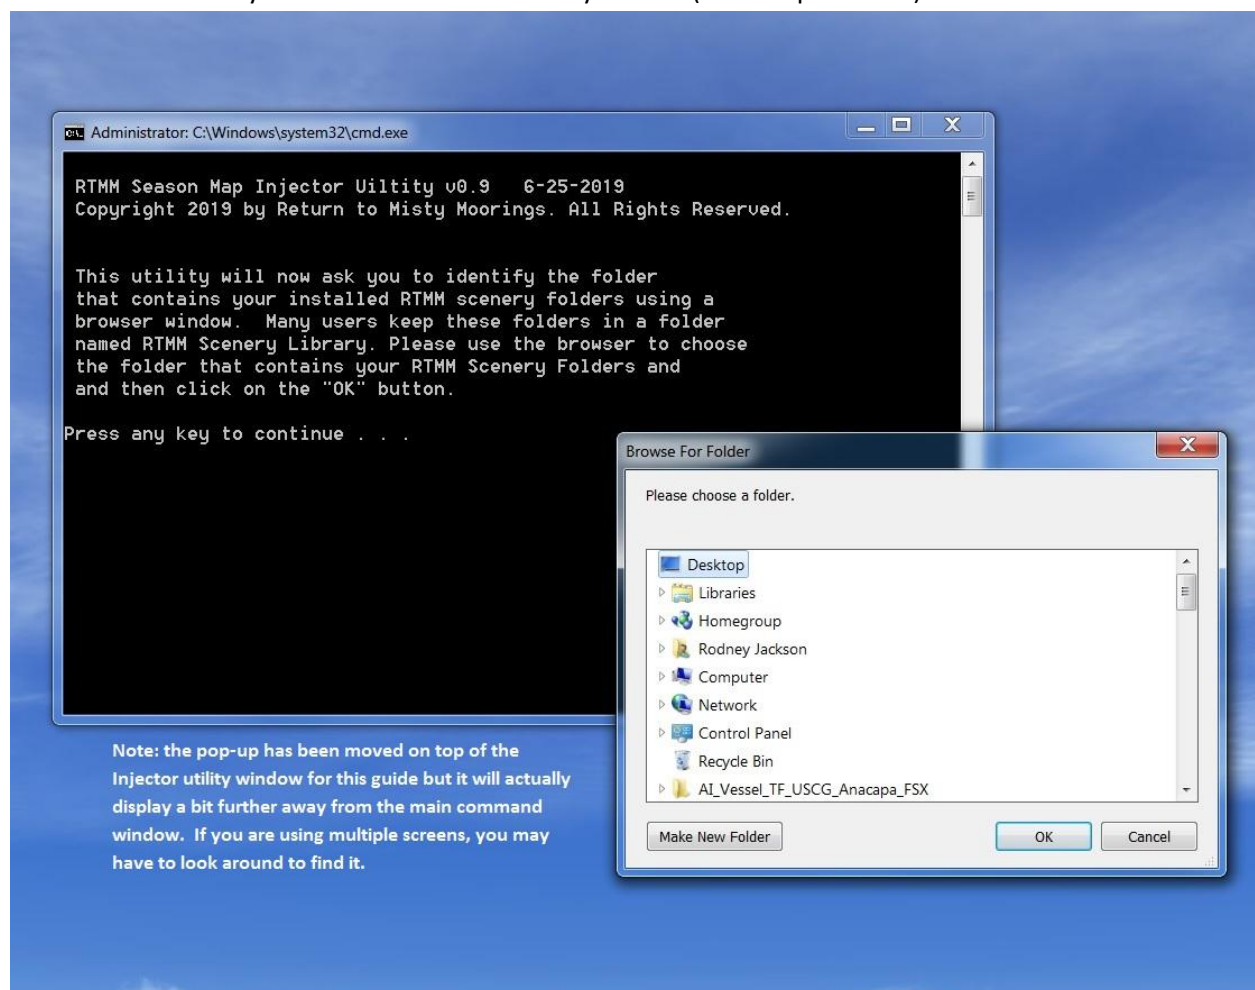 Administrator: C:\Windows\system32\cmd.exe
RTMM Season Map Injector Uiltity v0.9 6-25-2019
Copyright 2019 by Return to Misty Moorings. All Rights Reserved.
This utility will now ask you to identify the folder
that contains your installed RTMM scenery folders using a
browser window. Many users keep these folders in a folder
named RTMM Scenery Library. Please use the browser to choose
the folder that contains your RTMM Scenery Folders and
and then click on the "OK" button.
Press any key to continue . . .
Browse For Folder
Please choose a folder.
Desktop
Libraries
Homegroup
Rodney Jackson
Computer
Network
Control Panel
Recycle Bin
AI_Vessel_TF_USCG_Anacapa_FSX
Make New Folder
OK
Cancel
Note: the pop-up has been moved on top of the
Injector utility window for this guide but it will actually
display a bit further away from the main command
window. If you are using multiple screens, you may
have to look around to find it.